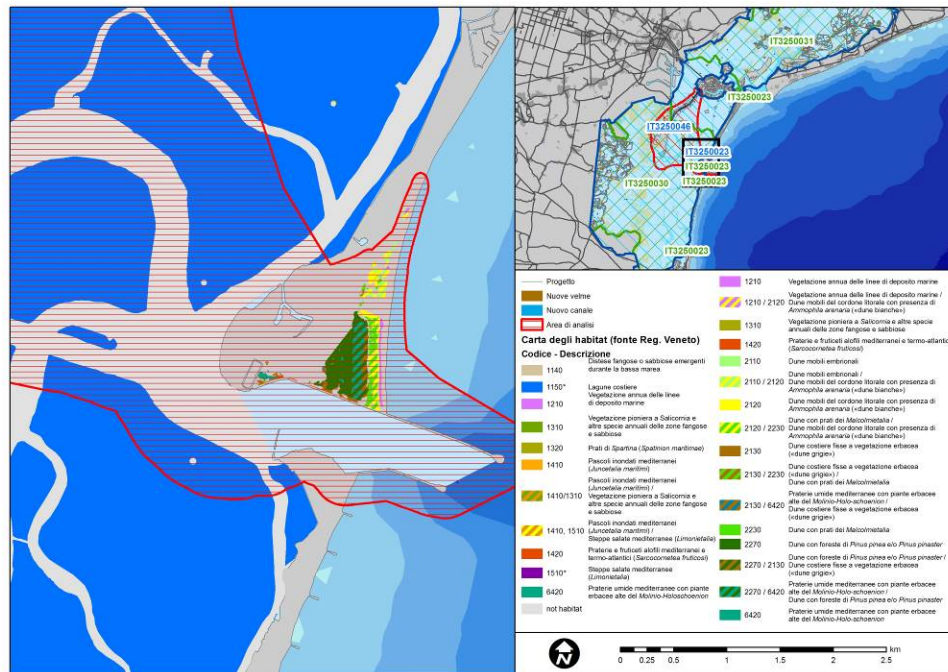 IT3250031
IT3250023
IT3250046
IT3250023
IT3250023
IT3250030
IT3250023
IT3250023
Progetto
Nuove velme
Nuovo canale
Area di analisi
Carta degli habitat (fonte Reg. Veneto)
Codice - Descrizione
1140 Distese fangose o sabbiose emergenti
durante la bassa marea
1150* Lagune costiere
1210 Vegetazione annua delle linee
di deposito marine
1310 Vegetazione pioniera a Salicornia e
altre specie annuali delle zone fangose
e sabbiose
1320 Prati di Spartina (Spartinion maritimae)
1410 Pascoli inondati mediterranei
(Juncetalia maritimi)
1410/1310 Pascoli inondati mediterranei
(Juncetalia maritimi) /
Vegetazione pioniera a Salicornia e
altre specie annuali delle zone fangose
e sabbiose
1410, 1510 Pascoli inondati mediterranei
(Juncetalia maritimi) /
Steppe salate mediterranee (Limonietalia)
1420 Praterie e fruticeti alofili mediterranei e
termo-atlantici (Sarcocornetea fruticosi)
1510* Steppe salate mediterranee
(Limonietalia)
6420 Praterie umide mediterranee con piante
erbacee alte del Molinio-Holoschoenion
not habitat
1210 Vegetazione annua delle linee di deposito marine
1210 / 2120 Vegetazione annua delle linee di deposito marine /
Dune mobili del cordone litorale con presenza di
Ammophila arenaria («dune bianche»)
1310 Vegetazione pioniera a Salicornia e altre specie
annuali delle zone fangose e sabbiose
1420 Praterie e fruticeti alofili mediterranei e termo-atlantici
(Sarcocornetea fruticosi)
2110 Dune mobili embrionali
2110 / 2120 Dune mobili embrionali /
Dune mobili del cordone litorale con presenza di
Ammophila arenaria («dune bianche»)
2120 Dune mobili del cordone litorale con presenza di
Ammophila arenaria («dune bianche»)
2120 / 2230 Dune con prati dei Malcolmietalia /
Dune mobili del cordone litorale con presenza di
Ammophila arenaria («dune bianche»)
2130 Dune costiere fisse a vegetazione erbacea
(«dune grigie»)
2130 / 2230 Dune costiere fisse a vegetazione erbacea
(«dune grigie») /
Dune con prati dei Malcolmietalia
2130 / 6420 Praterie umide mediterranee con piante erbacee
alte del Molinio-Holo-schoenion /
Dune costiere fisse a vegetazione erbacea
(«dune grigie»)
2230 Dune con prati dei Malcolmietalia
2270 Dune con foreste di Pinus pinea e/o Pinus pinaster
2270 / 2130 Dune con foreste di Pinus pinea e/o Pinus pinaster /
Dune costiere fisse a vegetazione erbacea
(«dune grigie»)
2270 / 6420 Praterie umide mediterranee con piante erbacee
alte del Molinio-Holo-schoenion /
Dune con foreste di Pinus pinea e/o Pinus pinaster
6420 Praterie umide mediterranee con piante erbacee
alte del Molinio-Holo-schoenion
N
km
0 0.25 0.5 1 1.5 2 2.5